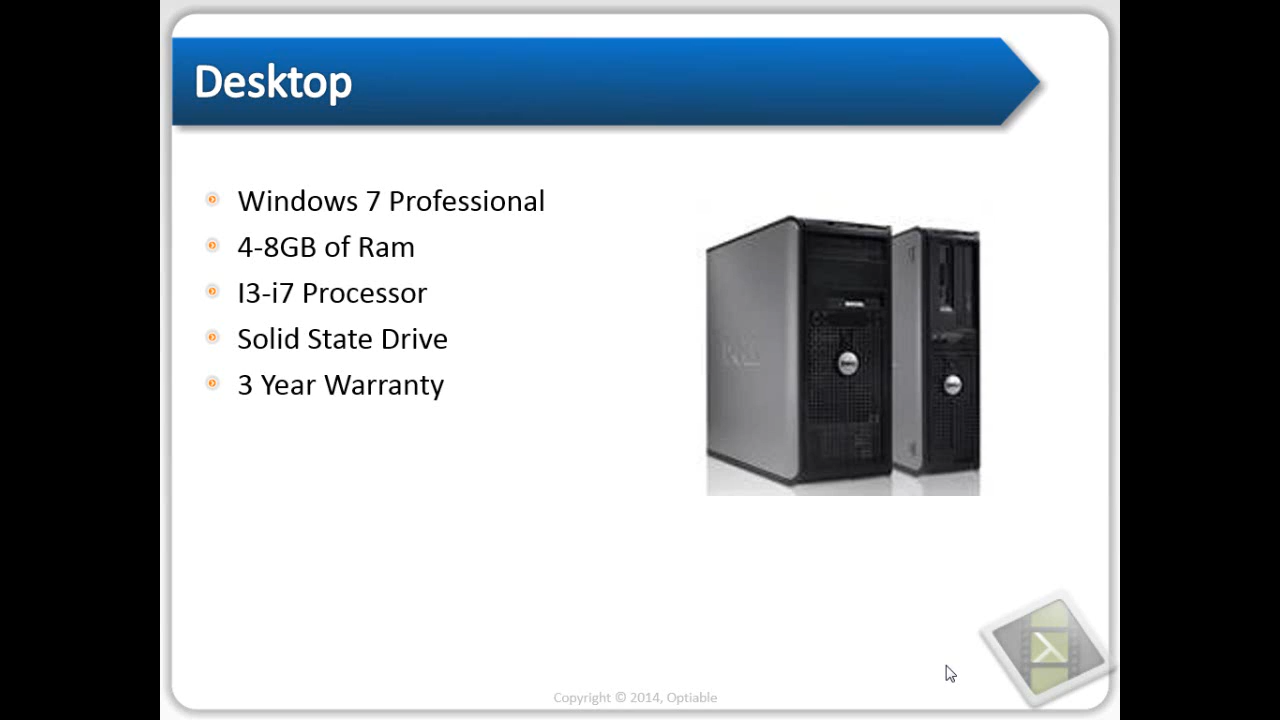 Desktop
Windows 7 Professional
4-8GB of Ram
I3-i7 Processor
Solid State Drive
3 Year Warranty
DELL
Copyright © 2014, Optiable